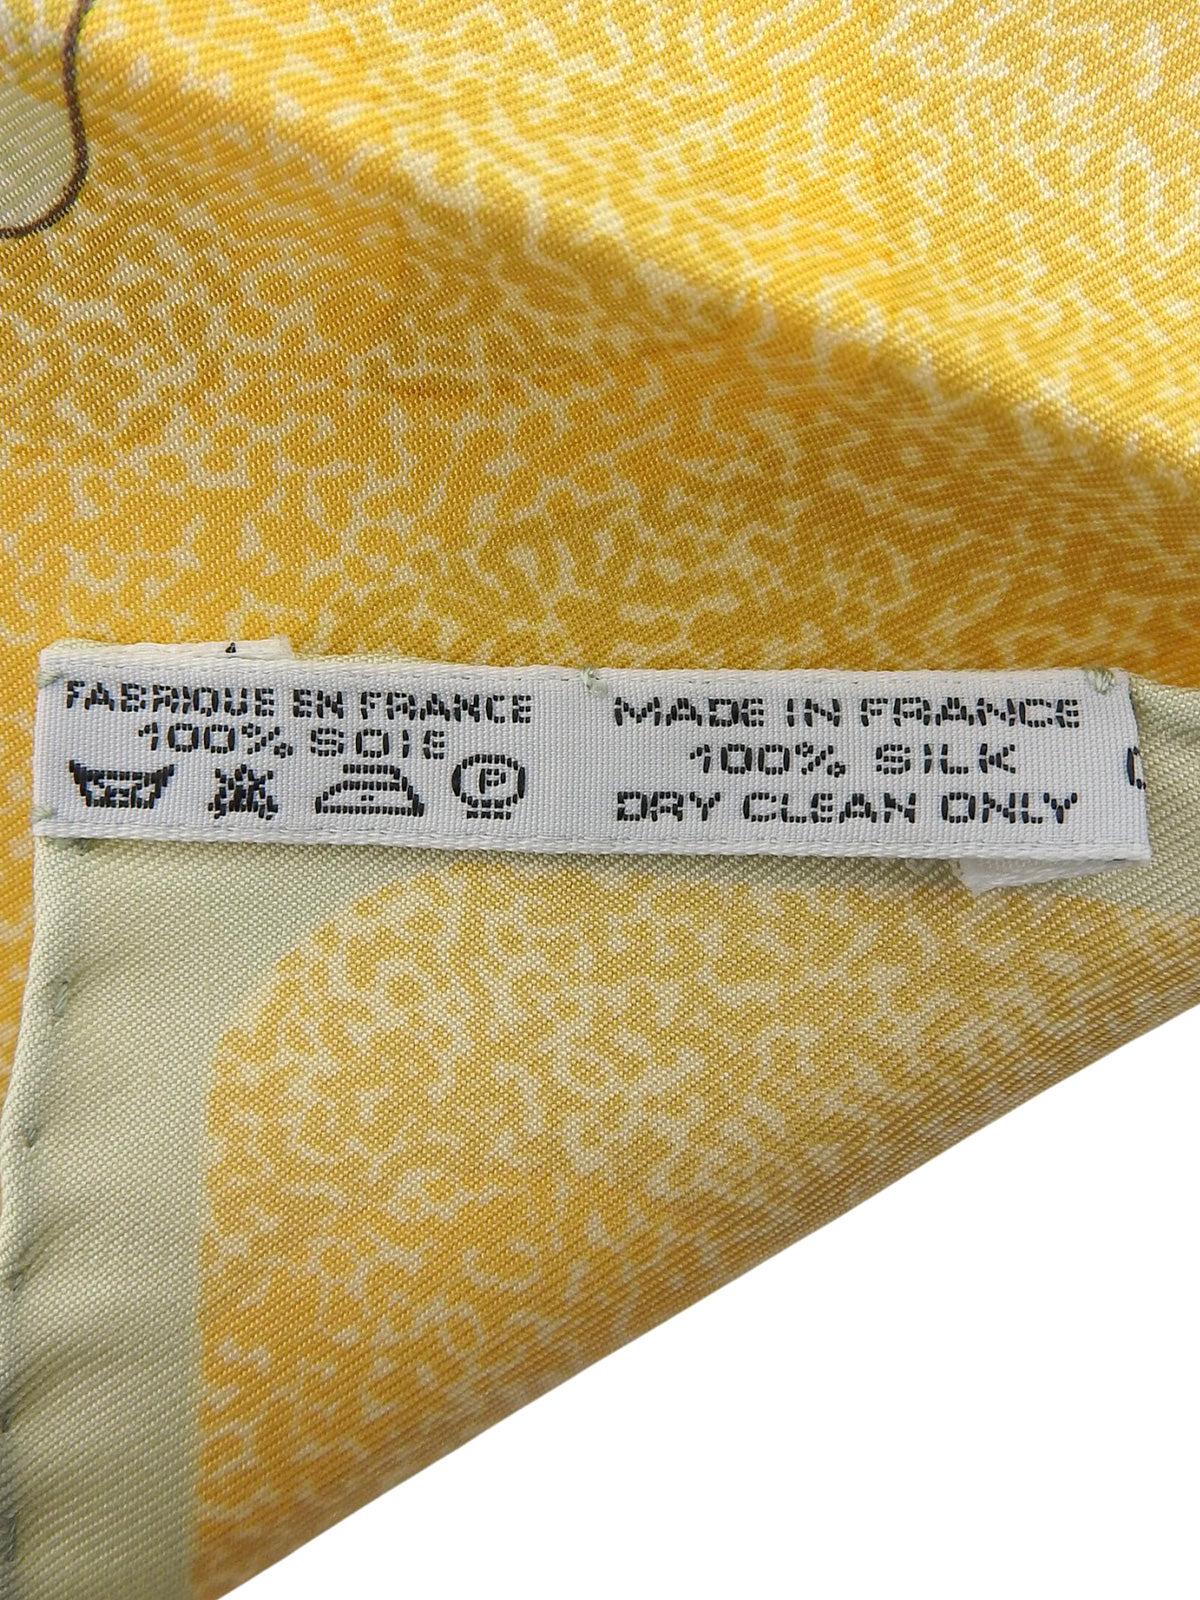 FABRIQUE EN FRANCE
100% SOIE
P
MADE IN FRANCE
100% SILK
DRY CLEAN ONLY